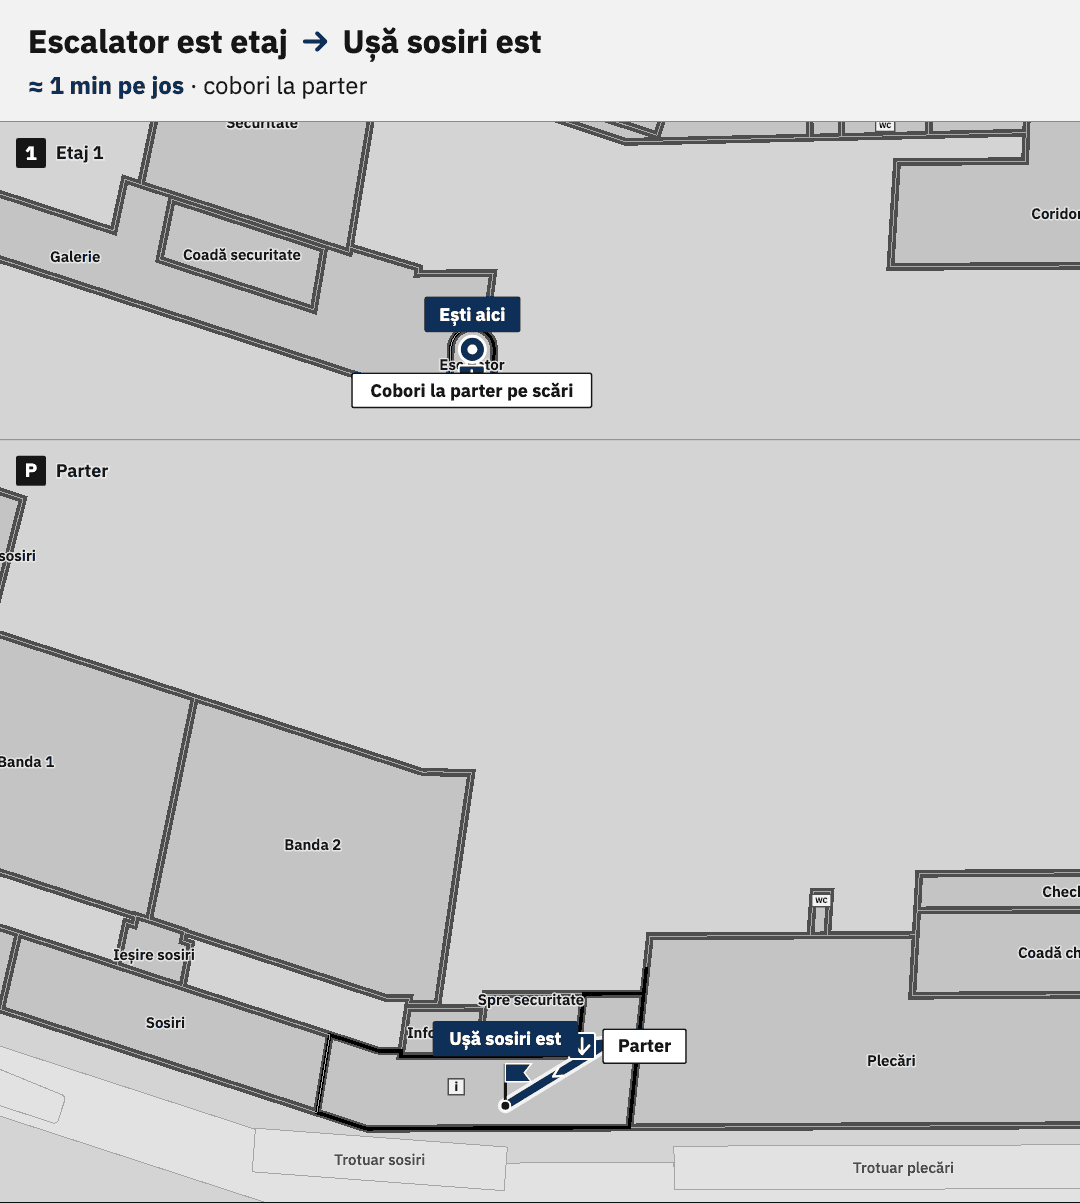 Escalator est etaj → Ușă sosiri est
≈ 1 min pe jos · cobori la parter
1 Etaj 1
Securitate
WC
Coridor
Galerie
Coadă securitate
Ești aici
Cobori la parter pe scări
P Parter
sosiri
Banda 1
Banda 2
WC
Coadă ch
Ieșire sosiri
Spre securitate
Sosiri
Info
Ușă sosiri est
Parter
Plecări
i
Trotuar sosiri
Trotuar plecări